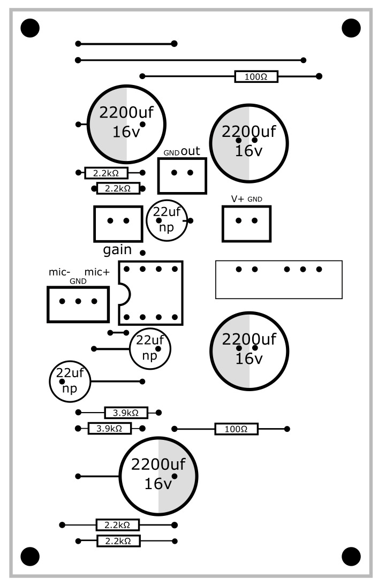 100Ω
2200uf
16v
2200uf
16v
GND out
2.2kΩ
2.2kΩ
22uf
np
V+ GND
gain
mic- mic+
GND
22uf
np
2200uf
16v
22uf
np
3.9kΩ
3.9kΩ
100Ω
2200uf
16v
2.2kΩ
2.2kΩ